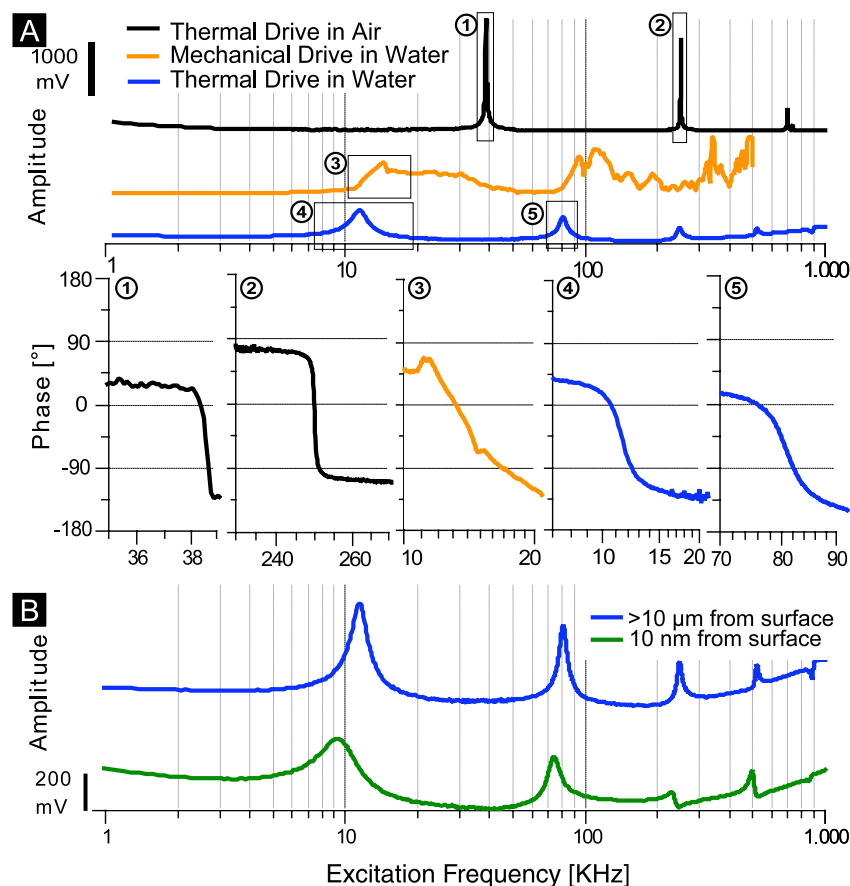 A
1000
mV
Thermal Drive in Air
Mechanical Drive in Water
Thermal Drive in Water
1
2
3
4
5
Amplitude
1 10 100 1.000
180
90
0
-90
-180
Phase [°]
1 2 3 4 5
36 38 240 260 10 20 10 15 20 70 80 90
B
>10 µm from surface
10 nm from surface
Amplitude
200
mV
1 10 100 1.000
Excitation Frequency [KHz]